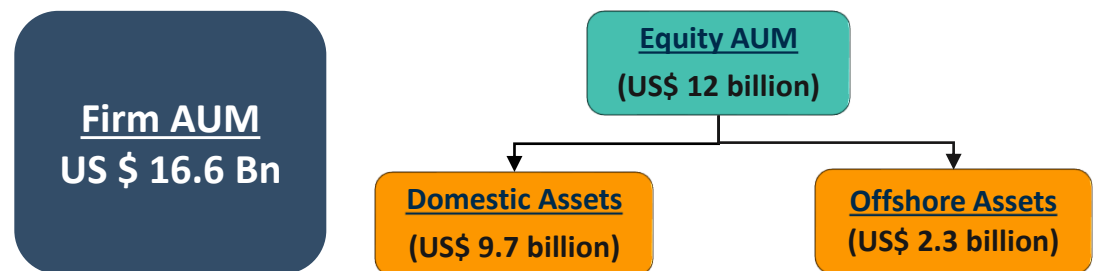 Firm AUM
US $ 16.6 Bn
Equity AUM
(US$ 12 billion)
Domestic Assets
(US$ 9.7 billion)
Offshore Assets
(US$ 2.3 billion)